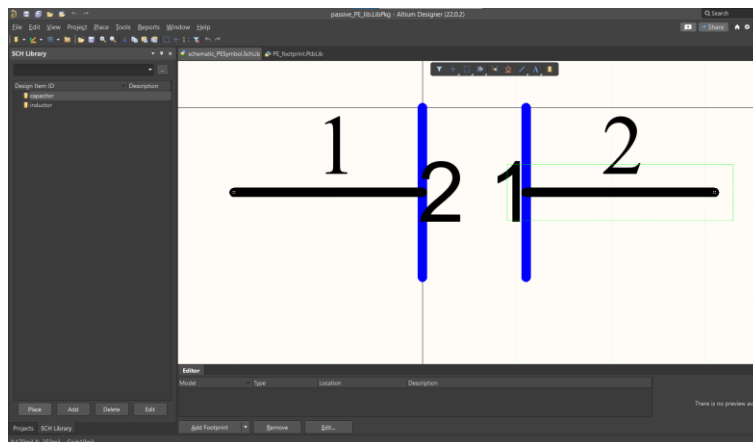 passive_PE_lib.LibPkg - Altium Designer (22.0.2)
Search
File Edit View Project Place Tools Reports Window Help
Share
SCH Library
schematic_PESymbol.SchLib
PE_footprint.PcbLib
Design Item ID
Description
capector
inductor
1
2
2
1
Editor
Model
Type
Location
Description
There is no preview av
Place
Add
Delete
Edit
Add Footprint
Remove
Edit...
Projects
SCH Library